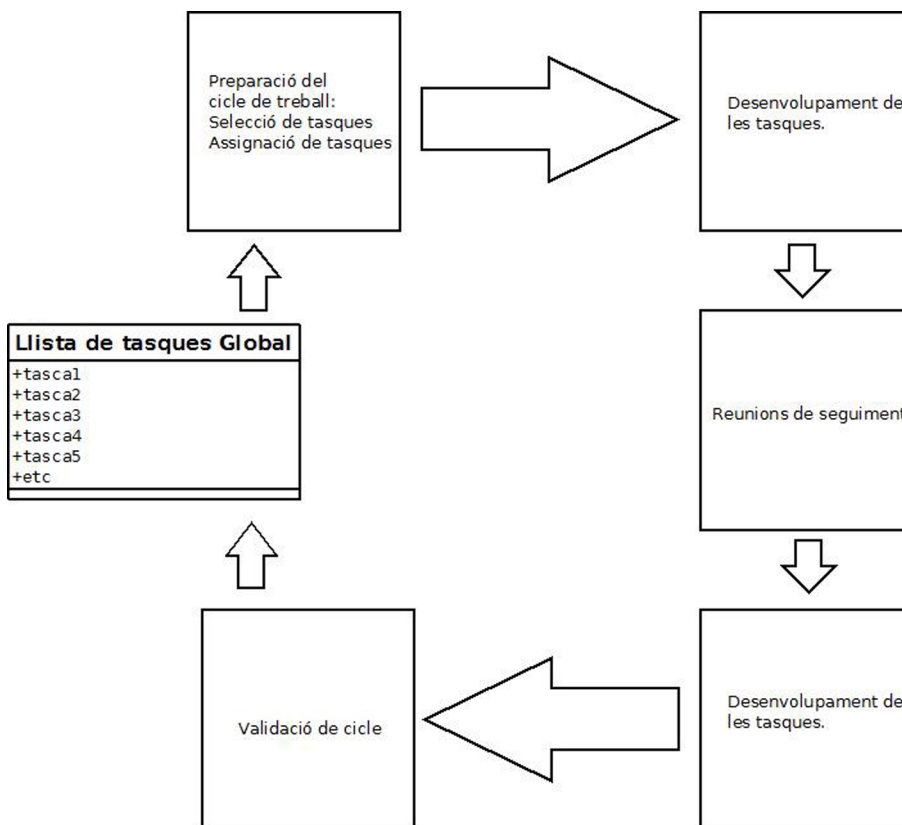 Preparació del
cicle de treball:
Selecció de tasques
Assignació de tasques
Desenvolupament de
les tasques.
Llista de tasques Global
+tasca1
+tasca2
+tasca3
+tasca4
+tasca5
+etc
Reunions de seguiment
Validació de cicle
Desenvolupament de
les tasques.